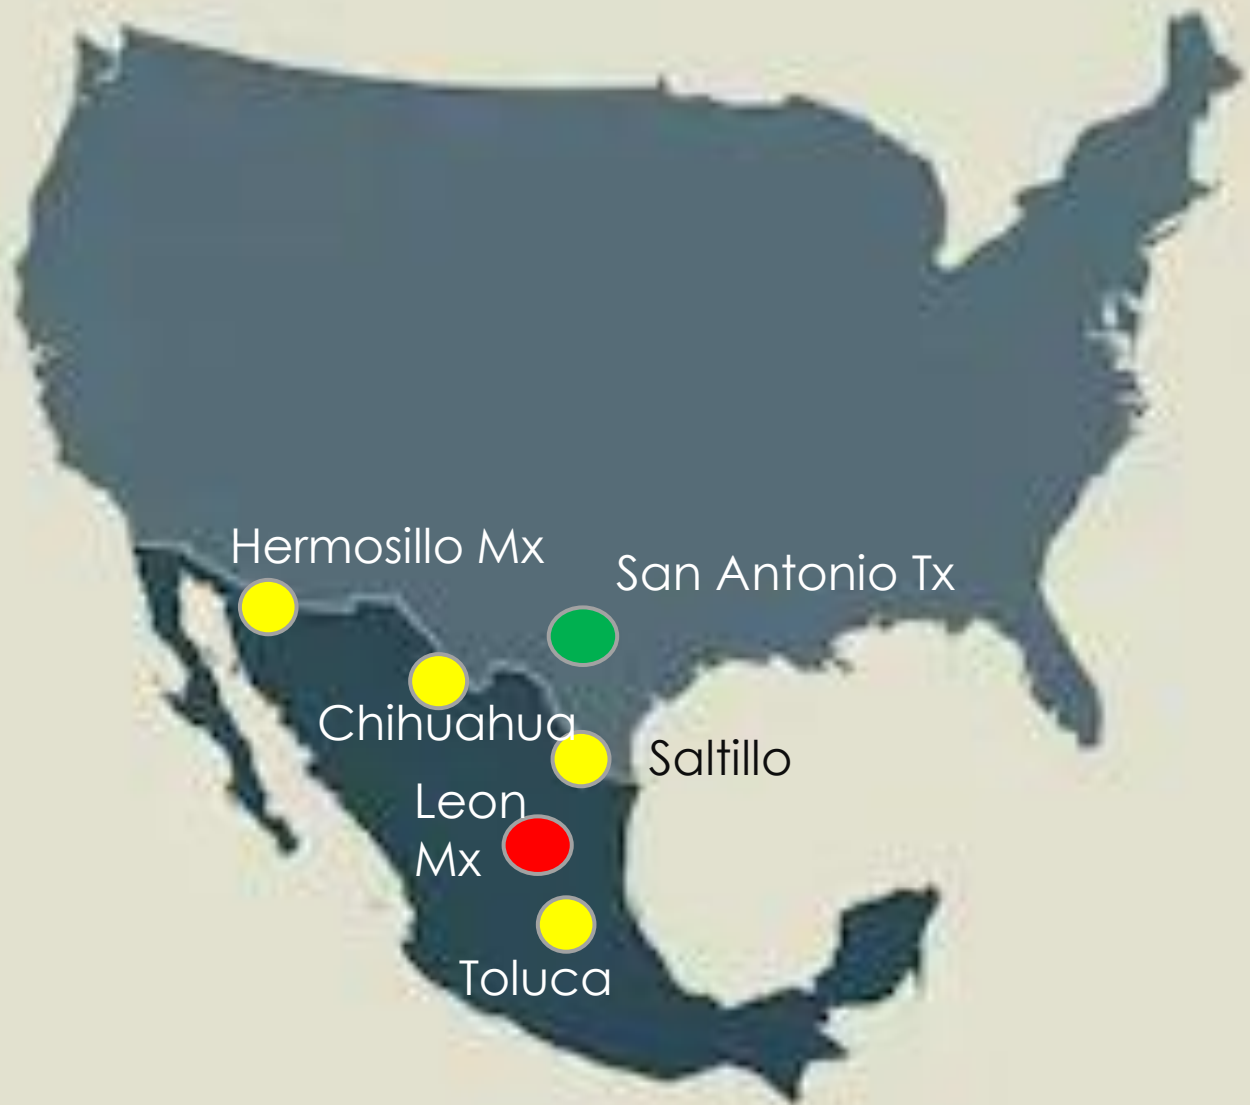 Hermosillo Mx
San Antonio Tx
Chihuahua
Saltillo
Leon
Mx
Toluca